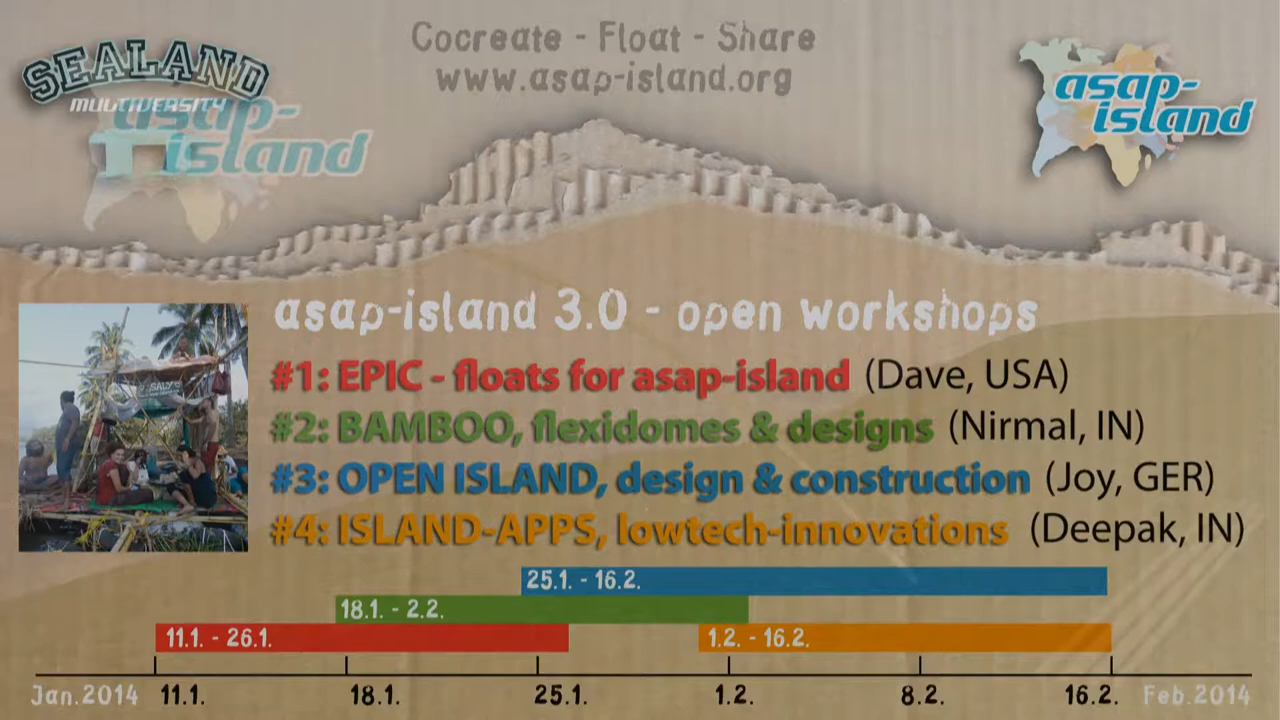 Cocreate - Float - Share
www.asap-island.org
SEALAND
MULTIVERSITY
asap-
island
asap-
island
asap-island 3.0 - open workshops
#1: EPIC - floats for asap-island (Dave, USA)
#2: BAMBOO, flexidomes & designs (Nirmal, IN)
#3: OPEN ISLAND, design & construction (Joy, GER)
#4: ISLAND-APPS, lowtech-innovations (Deepak, IN)
25.1. - 16.2.
18.1. - 2.2.
11.1. - 26.1.
1.2. - 16.2.
Jan.2014 11.1. 18.1. 25.1. 1.2. 8.2. 16.2. Feb.2014